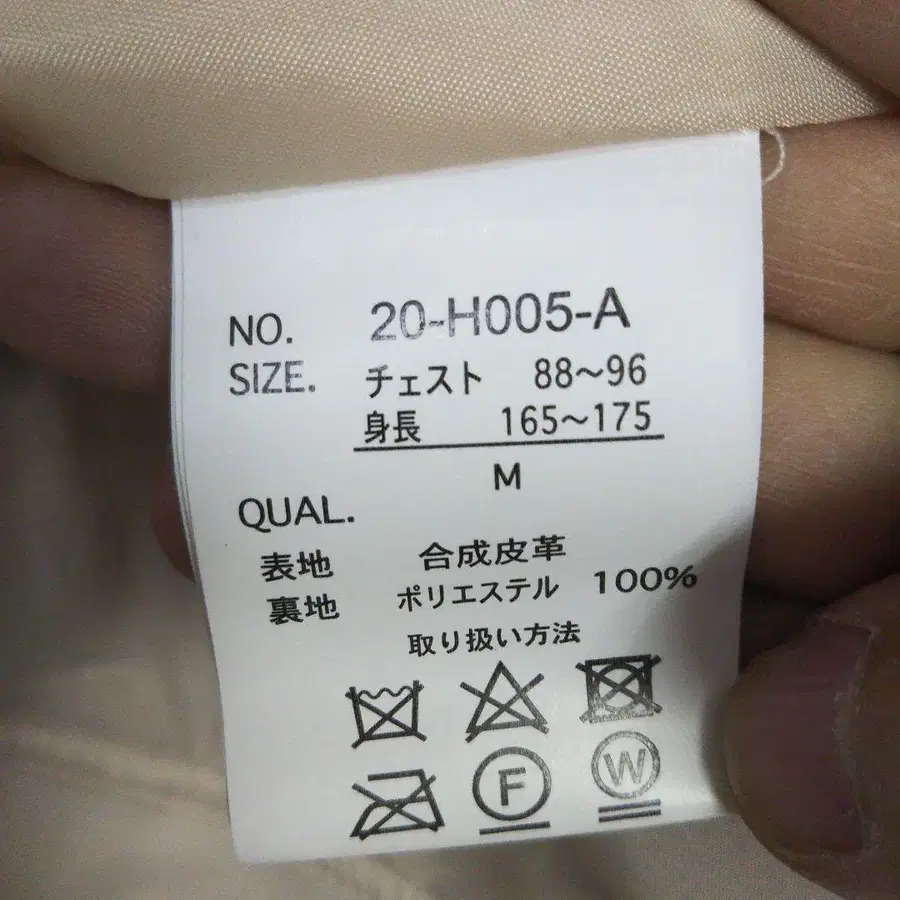 NO. 20-H005-A
SIZE. チェスト 88〜96
身長 165〜175
M
QUAL.
表地 合成皮革
裏地 ポリエステル 100%
取り扱い方法
F W